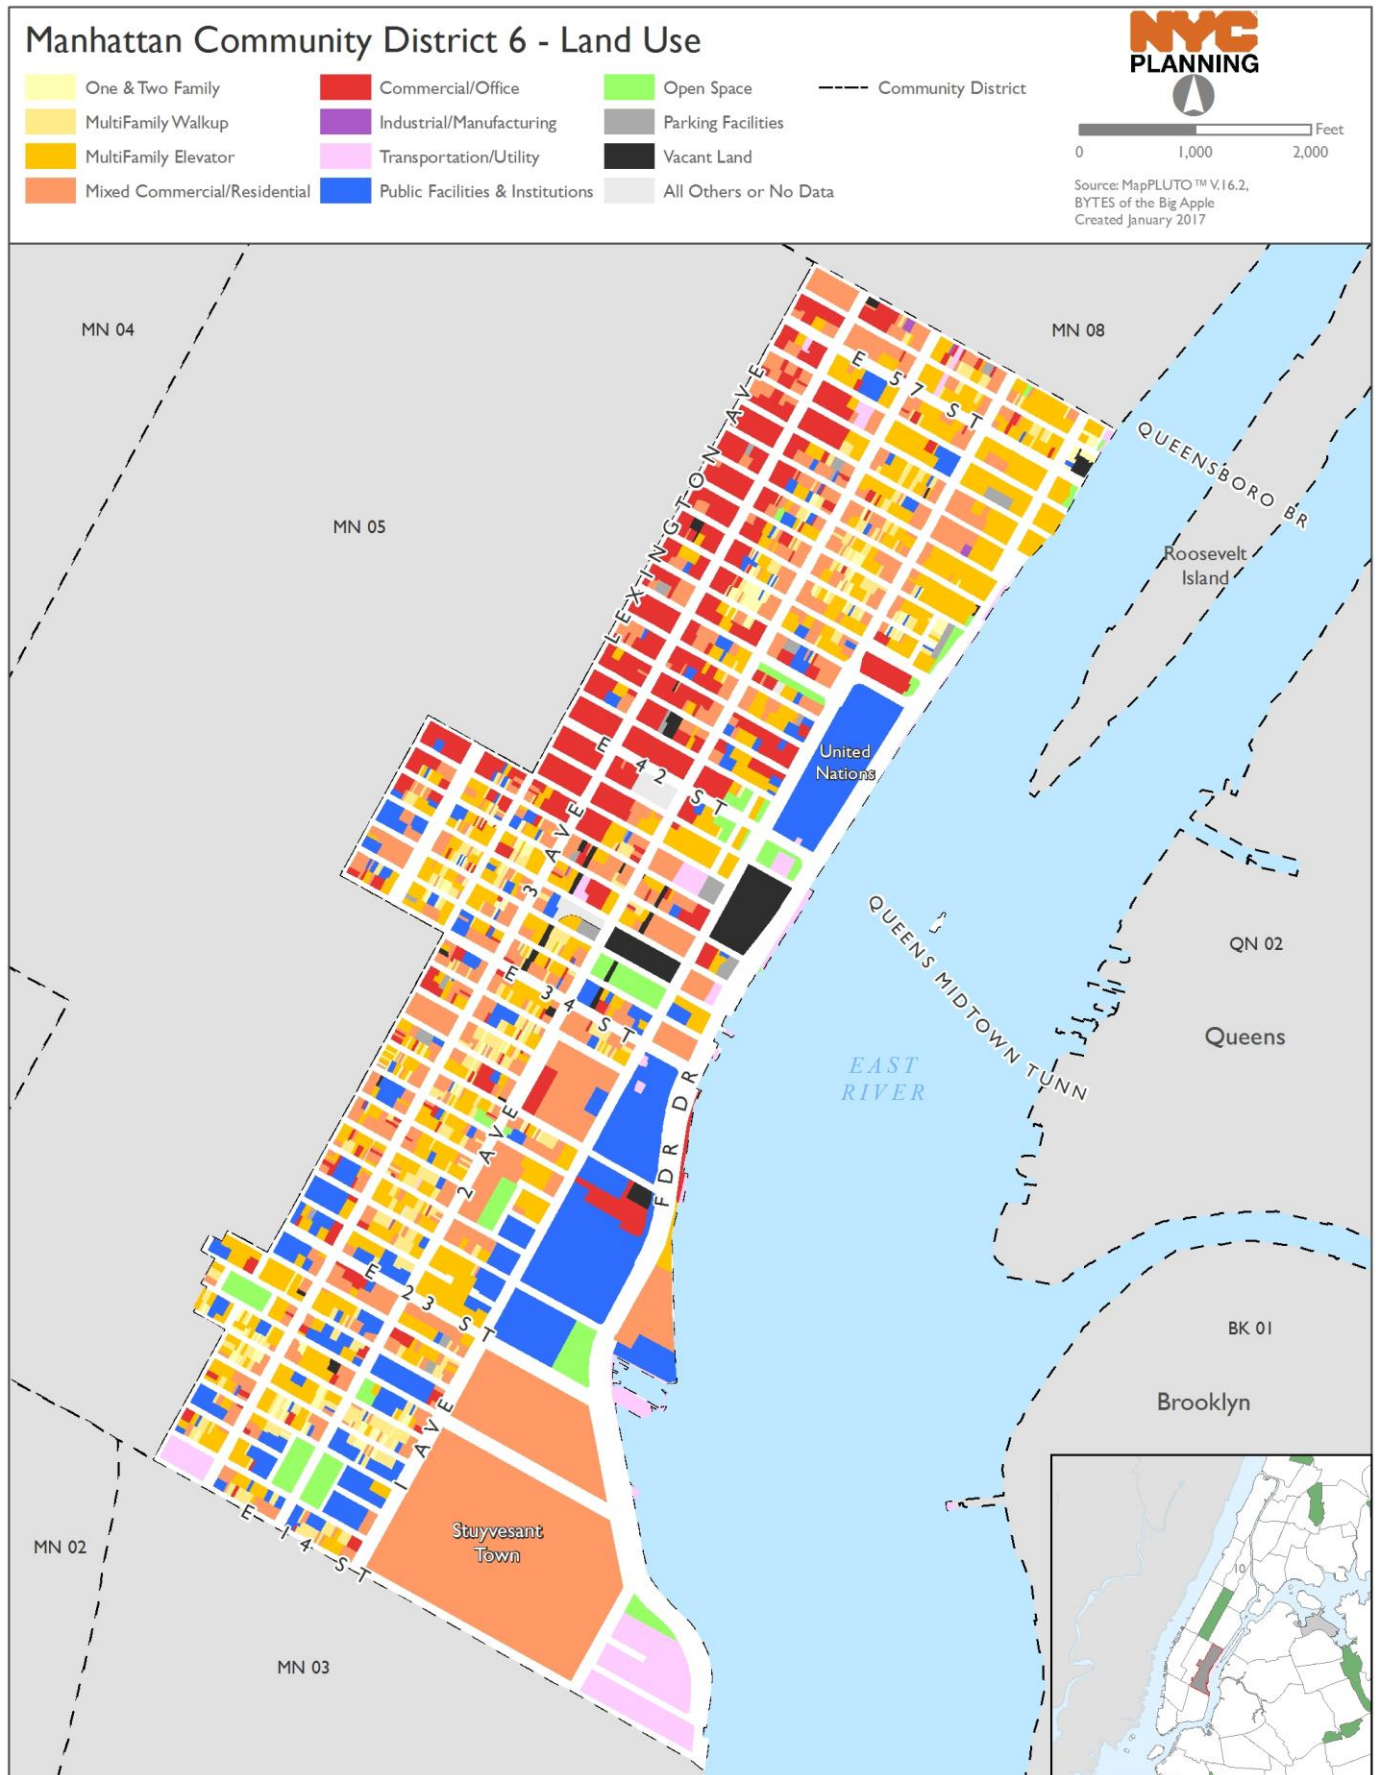 Manhattan Community District 6 - Land Use
One & Two Family
MultiFamily Walkup
MultiFamily Elevator
Mixed Commercial/Residential
Commercial/Office
Industrial/Manufacturing
Transportation/Utility
Public Facilities & Institutions
Open Space
Parking Facilities
Vacant Land
All Others or No Data
Community District
NYC
PLANNING
Feet
0 1,000 2,000
Source: MapPLUTO™ V.16.2,
BYTES of the Big Apple
Created January 2017
MN 04
MN 08
MN 05
LEXINGTON AVE
E 57 ST
QUEENSBORO BR
Roosevelt
Island
United
Nations
E 42 ST
3 AVE
QUEENS MIDTOWN TUNN
QN 02
Queens
E 34 ST
EAST
RIVER
FDR DR
2 AVE
E 23 ST
BK 01
Brooklyn
1 AVE
Stuyvesant
Town
E 14 ST
MN 02
MN 03
10